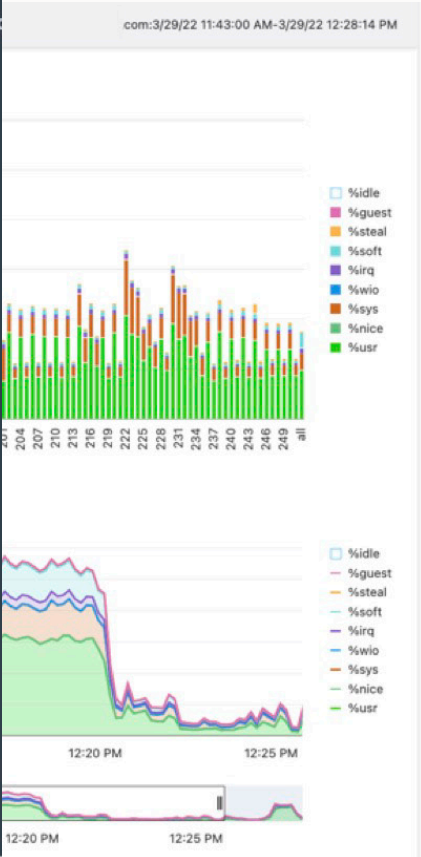 com:3/29/22 11:43:00 AM-3/29/22 12:28:14 PM
%idle
%guest
%steal
%soft
%irq
%wio
%sys
%nice
%usr
201
204
207
210
213
216
219
222
225
228
231
234
237
240
243
246
249
all
%idle
%guest
%steal
%soft
%irq
%wio
%sys
%nice
%usr
12:20 PM 12:25 PM
12:20 PM 12:25 PM